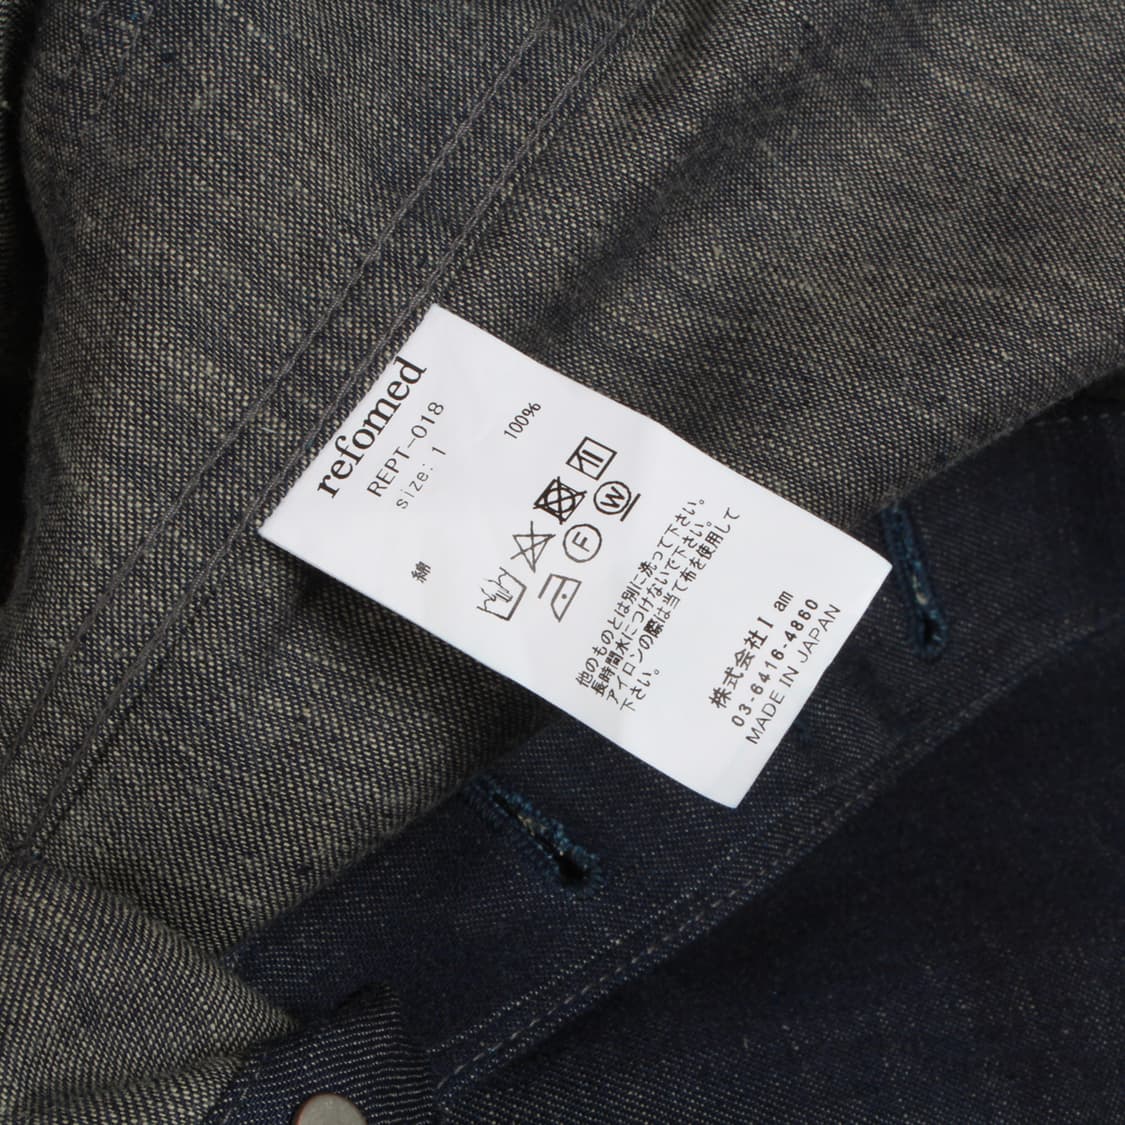 refomed
REPT-018
size: 1
綿 100%
W
F
他のものとは別に洗って下さい。
長時間水につけないで下さい。
アイロンの際は当て布を使用して
下さい。
株式会社I am
03-6416-4860
MADE IN JAPAN